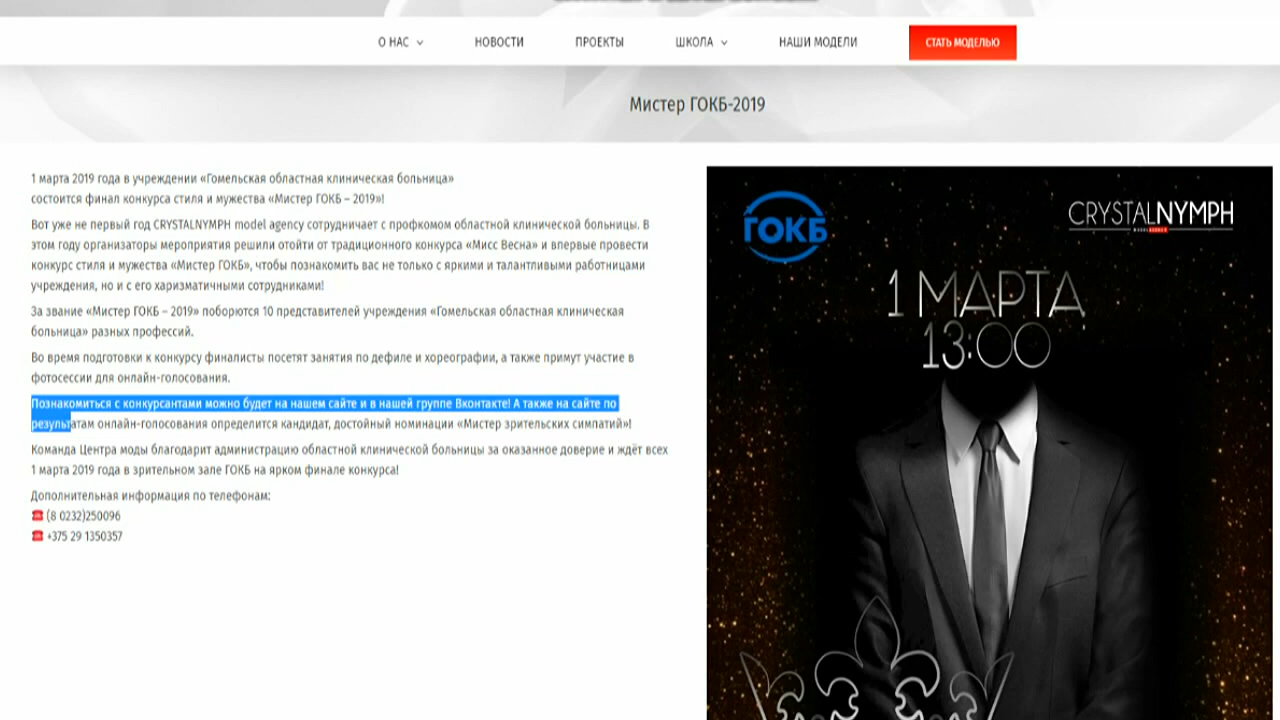 О НАС НОВОСТИ ПРОЕКТЫ ШКОЛА НАШИ МОДЕЛИ СТАТЬ МОДЕЛЬЮ
Мистер ГОКБ-2019
1 марта 2019 года в учреждении «Гомельская областная клиническая больница»
состоится финал конкурса стиля и мужества «Мистер ГОКБ – 2019»!
Вот уже не первый год CRYSTALNYMPH model agency сотрудничает с профкомом областной клинической больницы. В
этом году организаторы мероприятия решили отойти от традиционного конкурса «Мисс Весна» и впервые провести
конкурс стиля и мужества «Мистер ГОКБ», чтобы познакомить вас не только с яркими и талантливыми работницами
учреждения, но и с его харизматичными сотрудниками!
За звание «Мистер ГОКБ – 2019» поборются 10 представителей учреждения «Гомельская областная клиническая
больница» разных профессий.
Во время подготовки к конкурсу финалисты посетят занятия по дефиле и хореографии, а также примут участие в
фотосессии для онлайн-голосования.
Познакомиться с конкурсантами можно будет на нашем сайте и в нашей группе Вконтакте! А также на сайте по
результатам онлайн-голосования определится кандидат, достойный номинации «Мистер зрительских симпатий»!
Команда Центра моды благодарит администрацию областной клинической больницы за оказанное доверие и ждёт всех
1 марта 2019 года в зрительном зале ГОКБ на ярком финале конкурса!
Дополнительная информация по телефонам:
(8 0232)250096
+375 29 1350357
ГОКБ
CRYSTALNYMPH
1 МАРТА
13:00